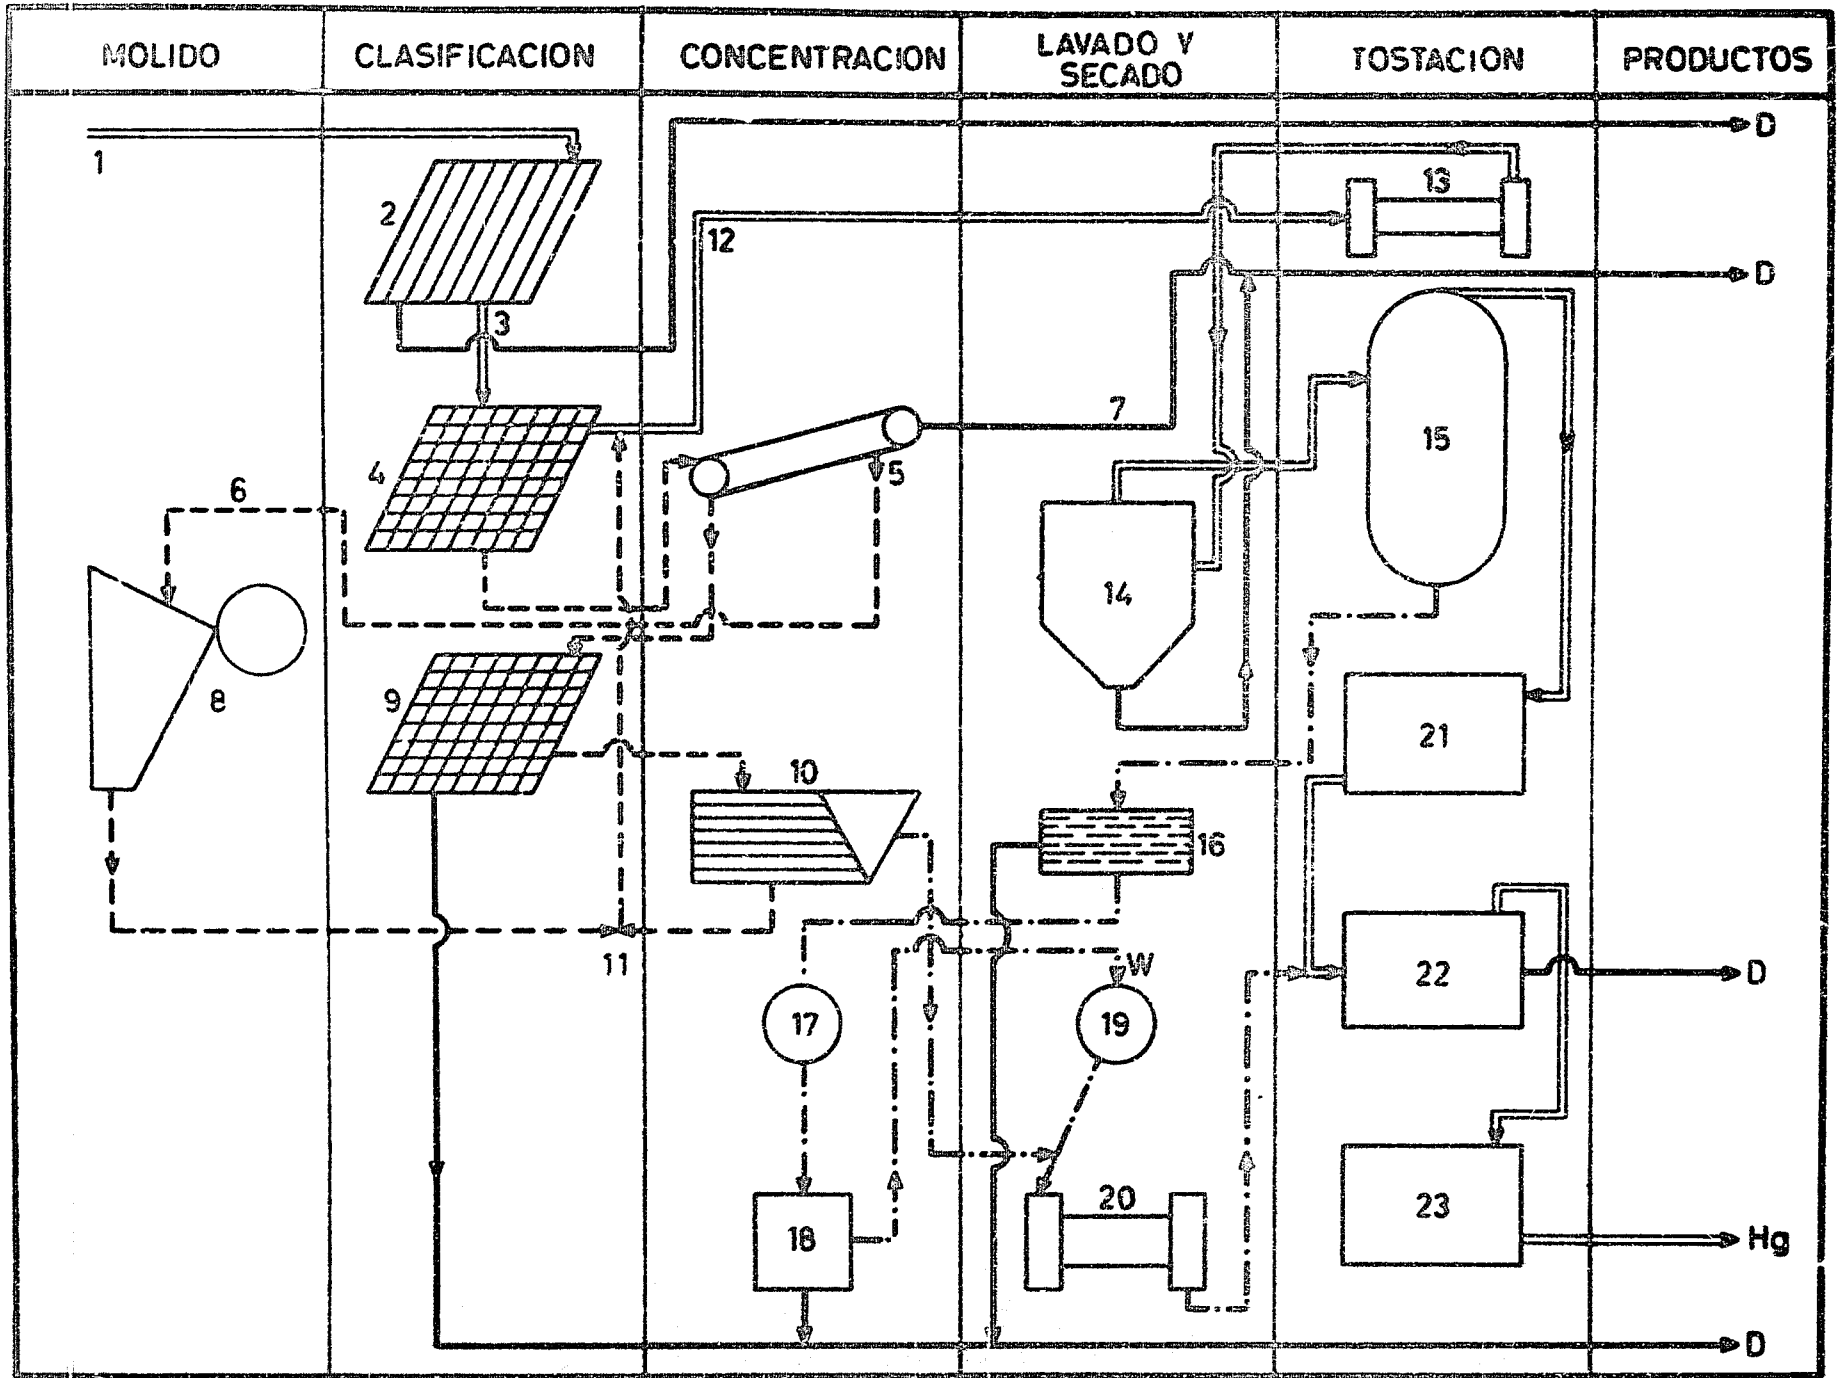 MOLIDO
CLASIFICACION
CONCENTRACION
LAVADO Y
SECADO
TOSTACION
PRODUCTOS
1
2
3
4
5
6
7
8
9
10
11
12
13
14
15
16
17
18
19
W
20
21
22
23
D
D
D
Hg
D